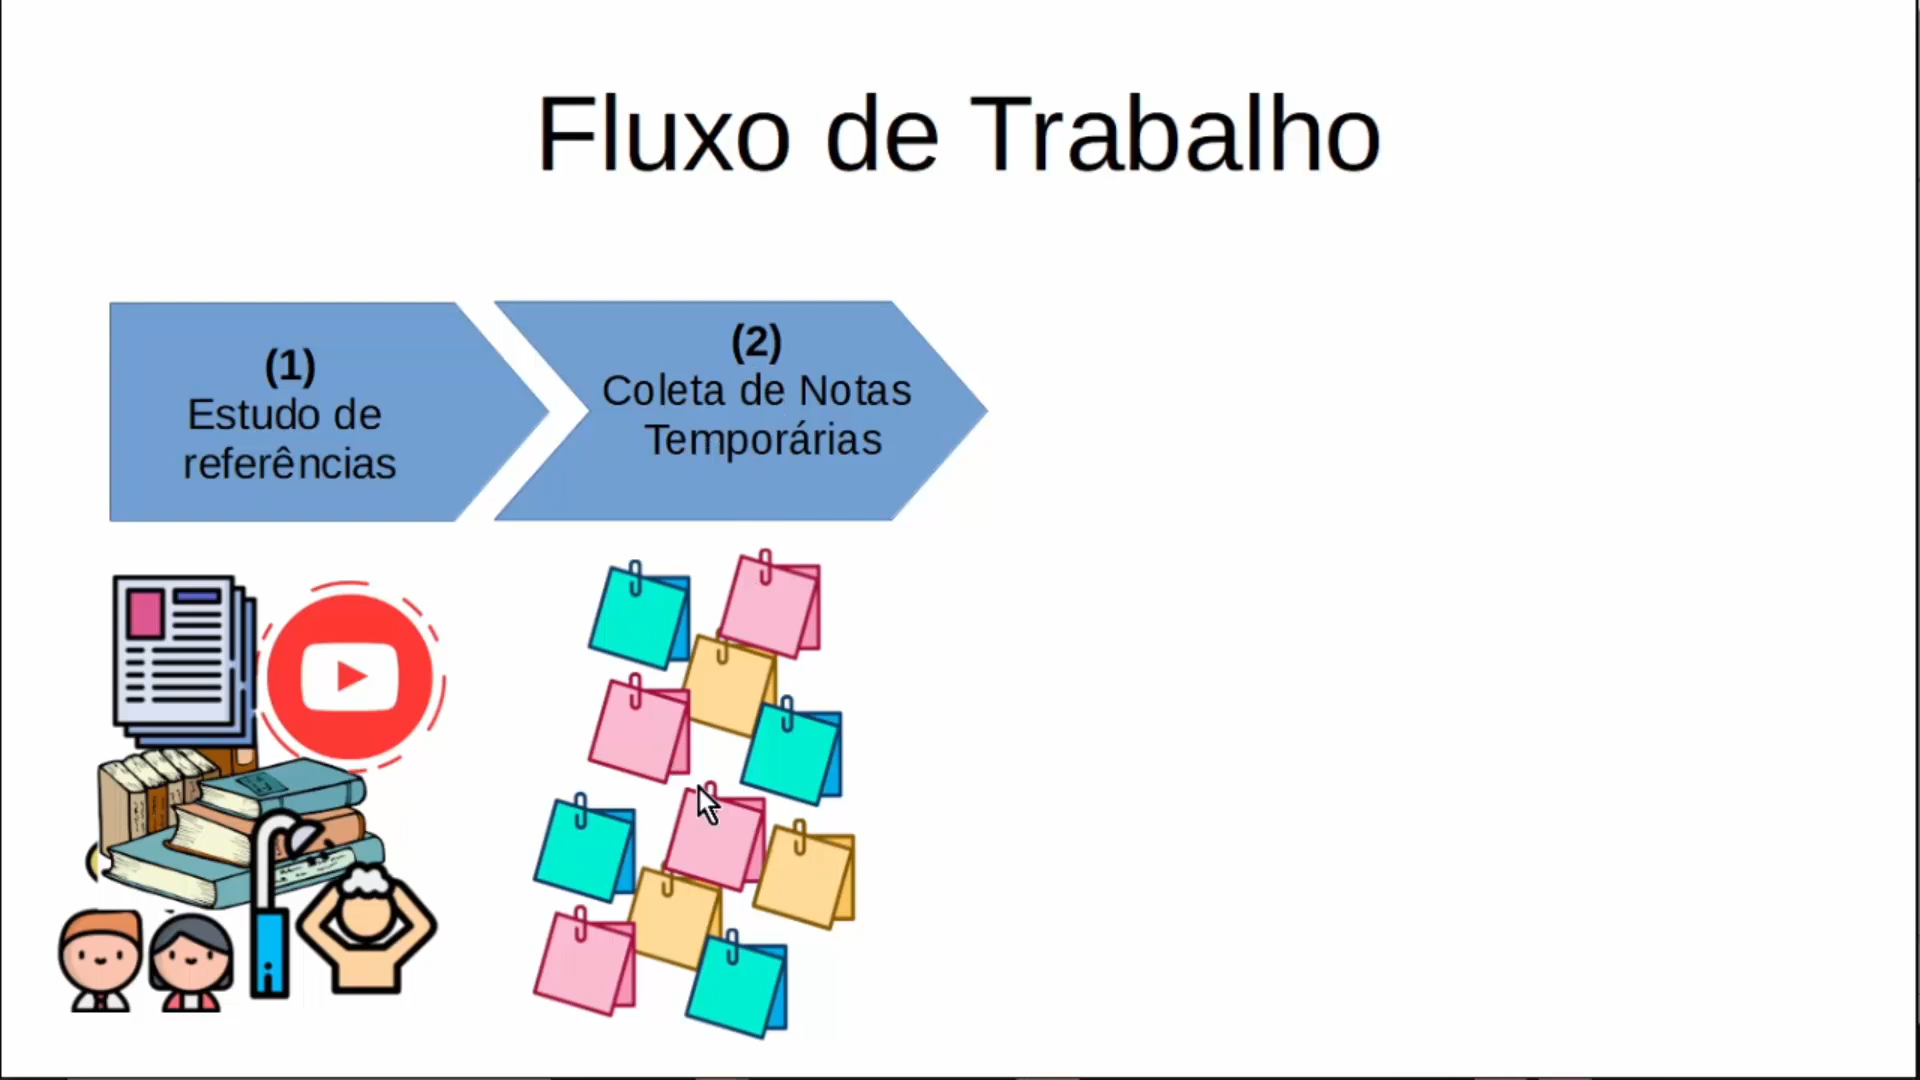 Fluxo de Trabalho
(1)
Estudo de
referências
(2)
Coleta de Notas
Temporárias